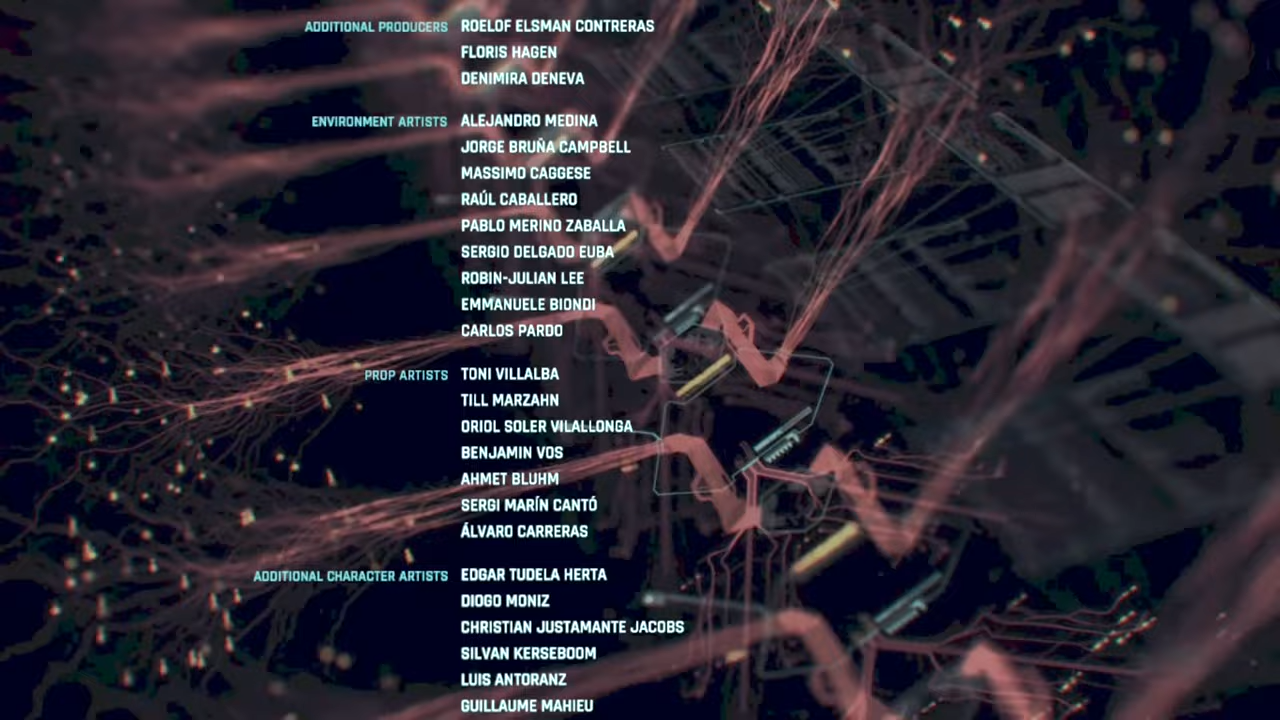 ADDITIONAL PRODUCERS ROELOF ELSMAN CONTRERAS
FLORIS HAGEN
DENIMIRA DENEVA
ENVIRONMENT ARTISTS ALEJANDRO MEDINA
JORGE BRUÑA CAMPBELL
MASSIMO CAGGESE
RAÚL CABALLERO
PABLO MERINO ZABALLA
SERGIO DELGADO EUBA
ROBIN-JULIAN LEE
EMMANUELE BIONDI
CARLOS PARDO
PROP ARTISTS TONI VILLALBA
TILL MARZAHN
ORIOL SOLER VILALLONGA
BENJAMIN VOS
AHMET BLUHM
SERGI MARÍN CANTÓ
ÁLVARO CARRERAS
ADDITIONAL CHARACTER ARTISTS EDGAR TUDELA HERTA
DIOGO MONIZ
CHRISTIAN JUSTAMANTE JACOBS
SILVAN KERSEBOOM
LUIS ANTORANZ
GUILLAUME MAHIEU